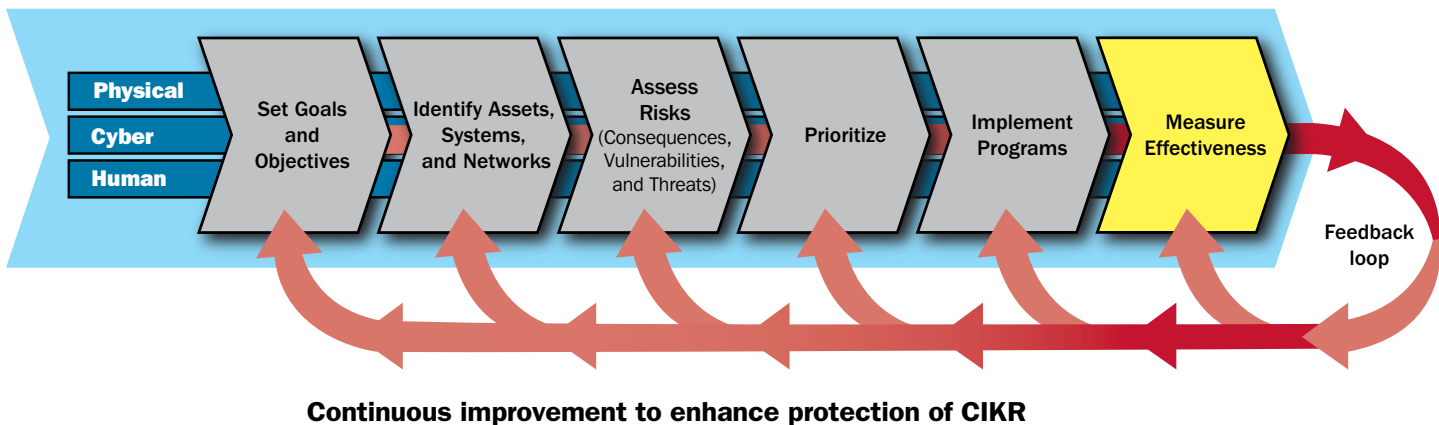 Physical
Cyber
Human
Set Goals
and
Objectives
Identify Assets,
Systems,
and Networks
Assess
Risks
(Consequences,
Vulnerabilities,
and Threats)
Prioritize
Implement
Programs
Measure
Effectiveness
Feedback
loop
Continuous improvement to enhance protection of CIKR